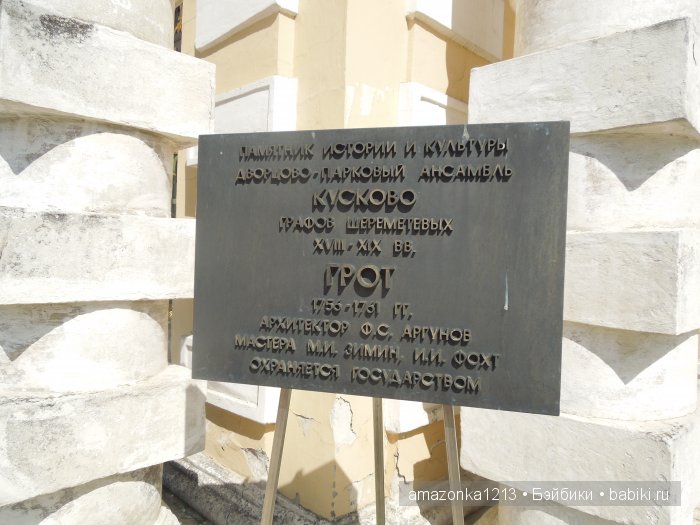 ПАМЯТНИК ИСТОРИИ И КУЛЬТУРЫ
ДВОРЦОВО-ПАРКОВЫЙ АНСАМБЛЬ
КУСКОВО
ГРАФОВ ШЕРЕМЕТЕВЫХ
XVIII-XIX ВВ.
ГРОТ
1756-1761 ГГ.
АРХИТЕКТОР Ф.С. АРГУНОВ
МАСТЕРА М.И. ЗИМИН, И.И. ФОХТ
ОХРАНЯЕТСЯ ГОСУДАРСТВОМ
amazonka1213 • Бэйбики • babiki.ru